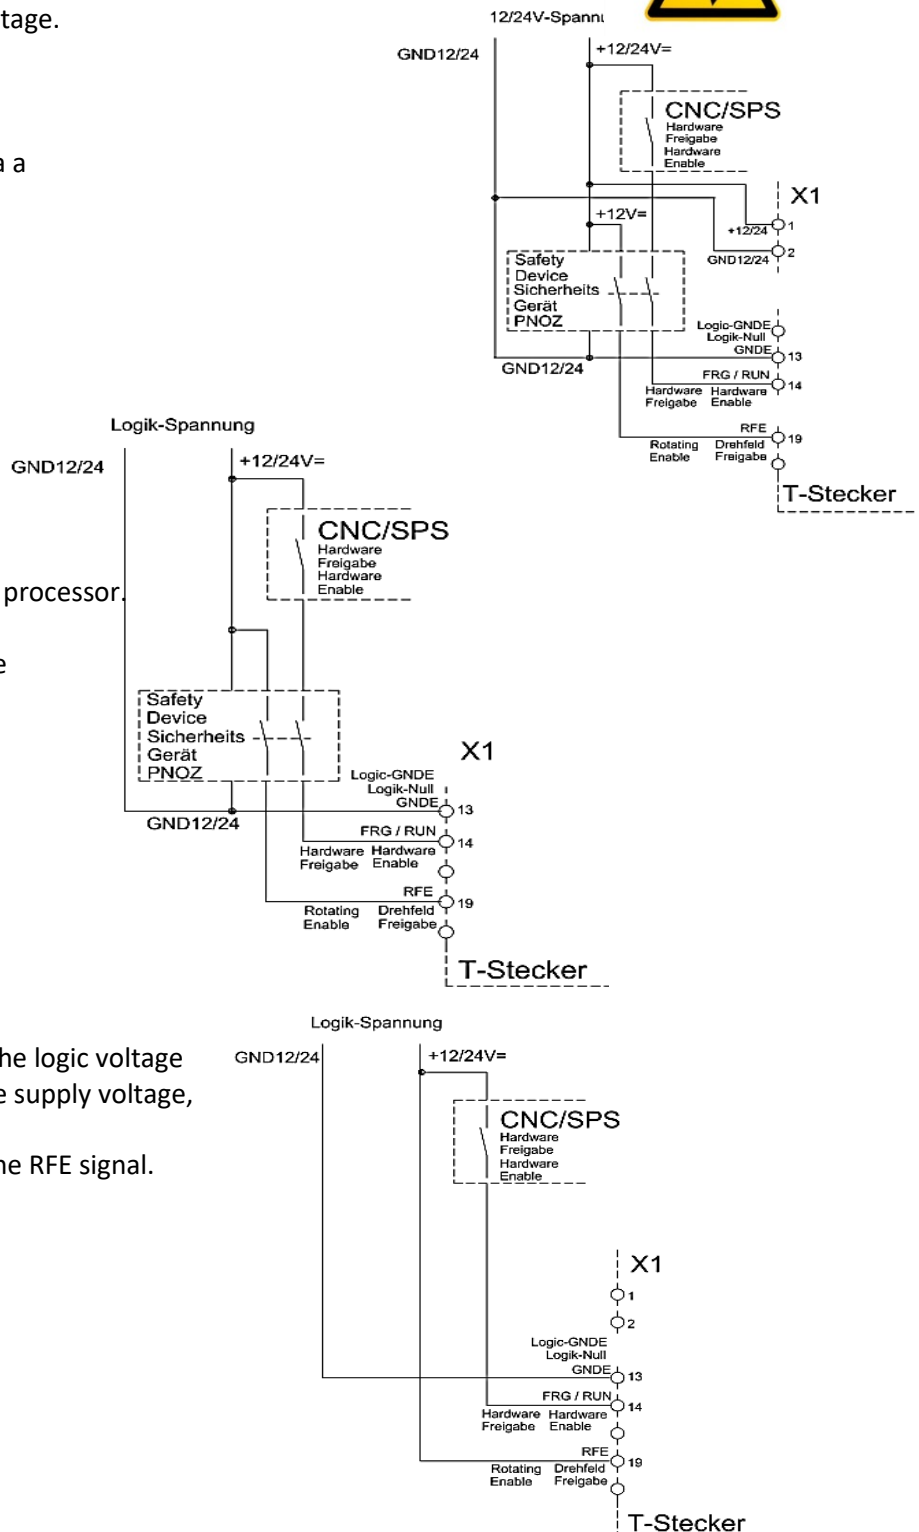 tage.
a a
12/24V-Spannu
GND12/24
+12/24V=
CNC/SPS
Hardware
Freigabe
Hardware
Enable
X1
+12V=
+12/24
1
GND12/24
2
Safety
Device
Sicherheits
Gerät
PNOZ
Logic-GNDE
Logik-Null
GNDE
13
GND12/24
FRG / RUN
14
Hardware Hardware
Freigabe Enable
RFE
19
Rotating Drehfeld
Enable Freigabe
T-Stecker
Logik-Spannung
GND12/24
+12/24V=
CNC/SPS
Hardware
Freigabe
Hardware
Enable
processor.
e
Safety
Device
Sicherheits
Gerät
PNOZ
X1
Logic-GNDE
Logik-Null
GNDE
13
GND12/24
FRG / RUN
14
Hardware Hardware
Freigabe Enable
RFE
19
Rotating Drehfeld
Enable Freigabe
T-Stecker
Logik-Spannung
he logic voltage
e supply voltage,
he RFE signal.
GND12/24
+12/24V=
CNC/SPS
Hardware
Freigabe
Hardware
Enable
X1
1
2
Logic-GNDE
Logik-Null
GNDE
13
FRG / RUN
14
Hardware Hardware
Freigabe Enable
RFE
19
Rotating Drehfeld
Enable Freigabe
T-Stecker